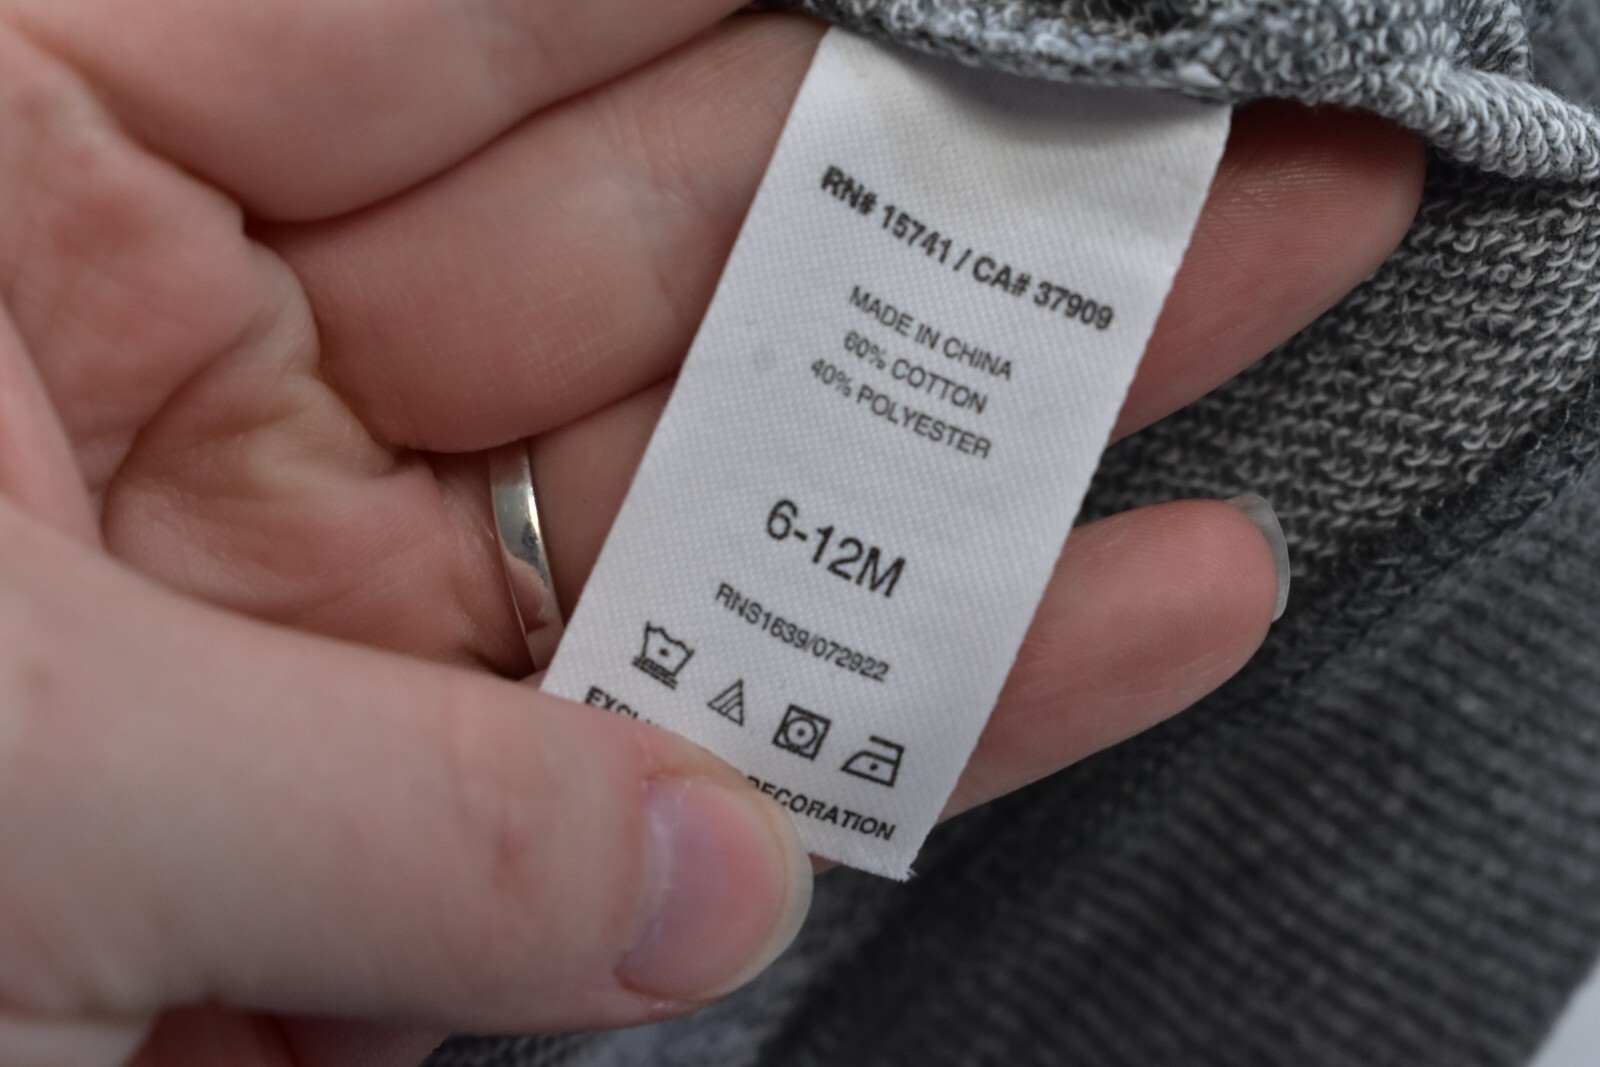 RN# 15741 / CA# 37909
MADE IN CHINA
60% COTTON
40% POLYESTER
6-12M
RNS1639/072922
DECORATION